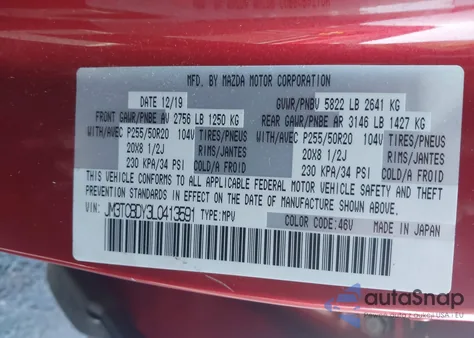 MFD BY MAZDA MOTOR CORPORATION
DATE 12/19
GVWR/PNBV 5822 LB 2641 KG
FRONT GAWR/PNBE AV 2756 LB 1250 KG
REAR GAWR/PNBE AR 3146 LB 1427 KG
WITH/AVEC P255/50R20 104V TIRES/PNEUS
WITH/AVEC P255/50R20 104V TIRES/PNEUS
20X8 1/2J RIMS/JANTES
20X8 1/2J RIMS/JANTES
230 KPA/34 PSI COLD/A FROID
230 KPA/34 PSI COLD/A FROID
THIS VEHICLE CONFORMS TO ALL APPLICABLE FEDERAL MOTOR VEHICLE SAFETY AND THEFT
PREVENTION STANDARDS IN EFFECT ON DATE OF MANUFACTURE SHOWN ABOVE.
VIN: JM3TCBDY3L0413591 TYPE: MPV
COLOR CODE: 46V MADE IN JAPAN
autoSnap